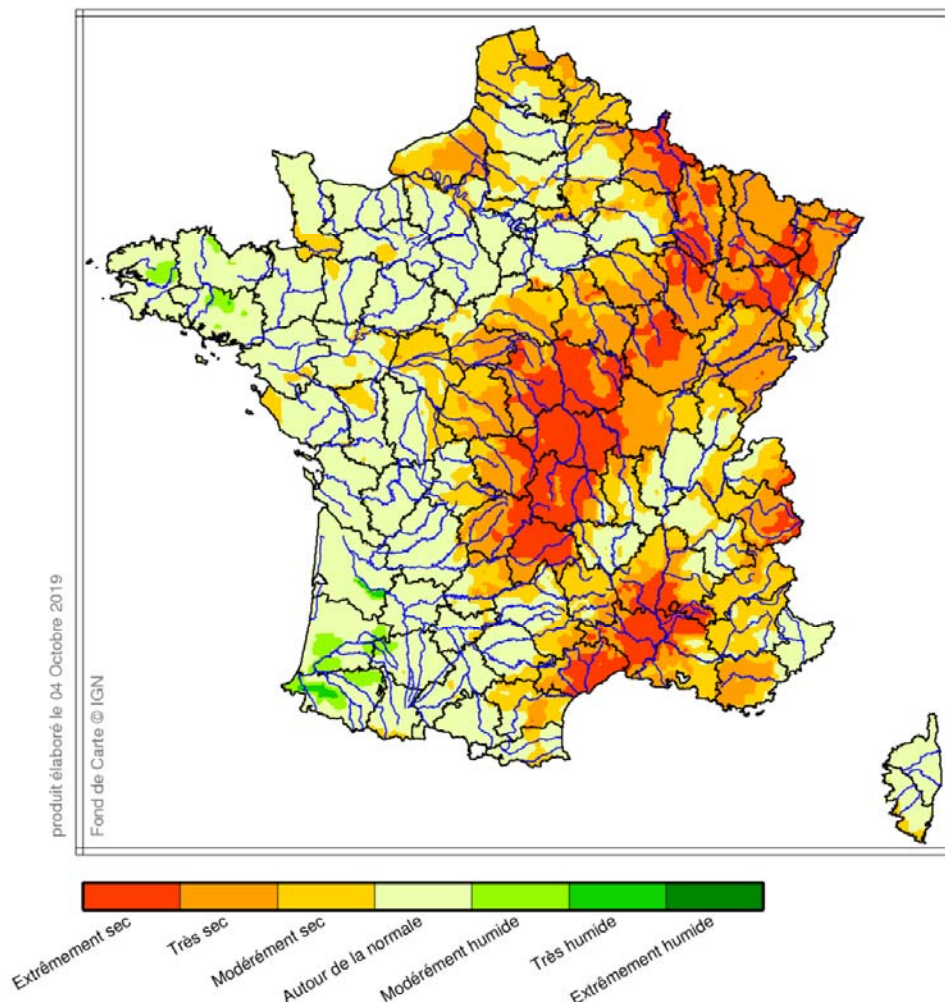 produit élaboré le 04 Octobre 2019
Fond de Carte © IGN
Extrêmement sec
Très sec
Modérément sec
Autour de la normale
Modérément humide
Très humide
Extrêmement humide